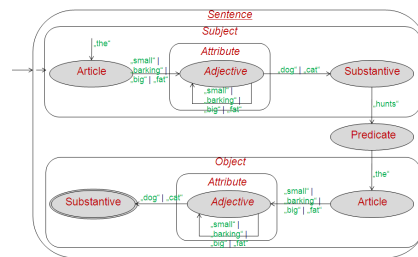 Sentence
Subject
„the"
Attribute
Article
„small" |
„barking" |
„big" | „fat"
Adjective
„small" |
„barking" |
„big" | „fat"
„dog" | „cat"
Substantive
„hunts"
Predicate
„the"
Object
Attribute
Substantive
„dog" | „cat"
Adjective
„small" |
„barking" |
„big" | „fat"
„small" |
„barking" |
„big" | „fat"
Article